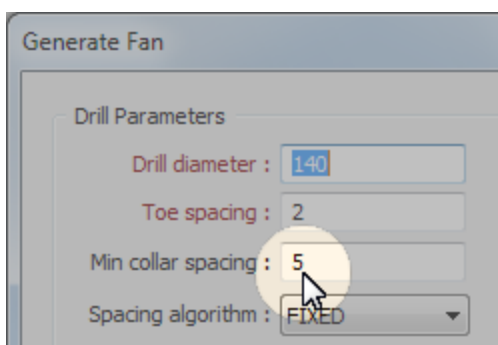 Generate Fan
Drill Parameters
Drill diameter : 140
Toe spacing : 2
Min collar spacing : 5
Spacing algorithm : FIXED